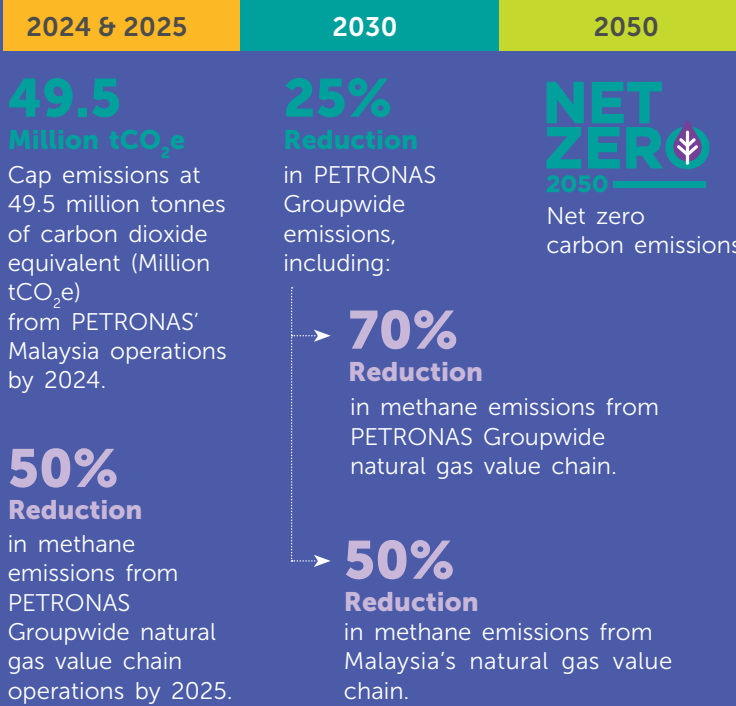 2024 & 2025
49.5
Million tCO₂e
Cap emissions at
49.5 million tonnes
of carbon dioxide
equivalent (Million
tCO₂e)
from PETRONAS’
Malaysia operations
by 2024.
50%
Reduction
in methane
emissions from
PETRONAS
Groupwide natural
gas value chain
operations by 2025.
2030
25%
Reduction
in PETRONAS
Groupwide
emissions,
including:
70%
Reduction
in methane emissions from
PETRONAS Groupwide
natural gas value chain.
50%
Reduction
in methane emissions from
Malaysia’s natural gas value
chain.
2050
NET
ZERO
2050
Net zero
carbon emissions